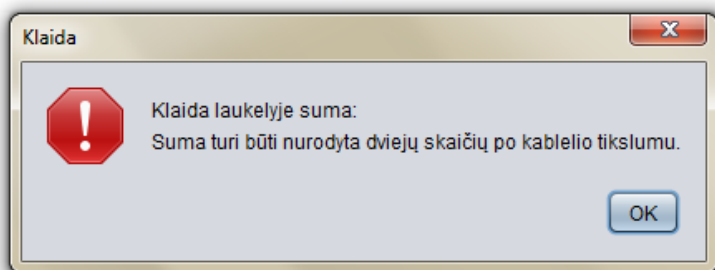 Klaida
Klaida laukelyje suma:
Suma turi būti nurodyta dviejų skaičių po kablelio tikslumu.
OK